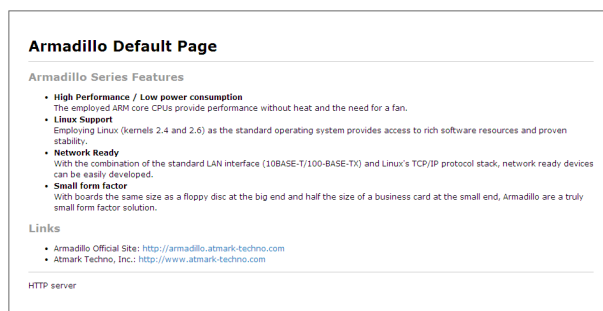 Armadillo Default Page
Armadillo Series Features
• High Performance / Low power consumption
The employed ARM core CPUs provide performance without heat and the need for a fan.
• Linux Support
Employing Linux (kernels 2.4 and 2.6) as the standard operating system provides access to rich software resources and proven
stability.
• Network Ready
With the combination of the standard LAN interface (10BASE-T/100-BASE-TX) and Linux's TCP/IP protocol stack, network ready devices
can be easily developed.
• Small form factor
With boards the same size as a floppy disc at the big end and half the size of a business card at the small end, Armadillo are a truly
small form factor solution.
Links
• Armadillo Official Site: http://armadillo.atmark-techno.com
• Atmark Techno, Inc.: http://www.atmark-techno.com
HTTP server